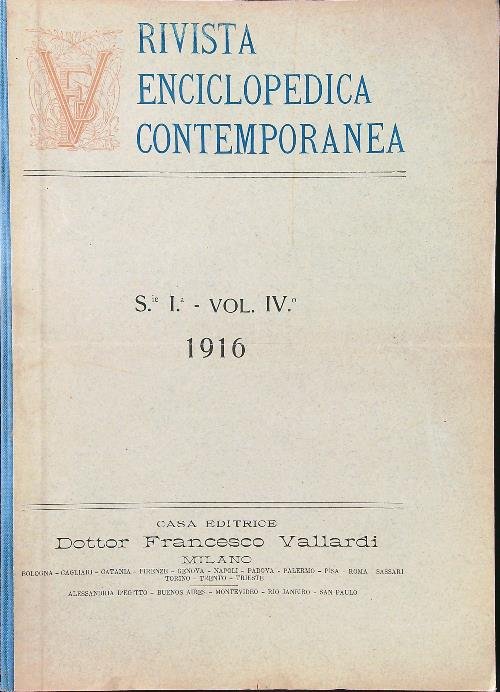 RIVISTA
ENCICLOPEDICA
CONTEMPORANEA
S.ie I.a - VOL. IV.o
1916
CASA EDITRICE
Dottor Francesco Vallardi
MILANO
BOLOGNA - CAGLIARI - CATANIA - FIRENZE - GENOVA - NAPOLI - PADOVA - PALERMO - PISA - ROMA - SASSARI
TORINO - TRENTO - TRIESTE
ALESSANDRIA D'EGITTO - BUENOS AIRES - MONTEVIDEO - RIO JANEIRO - SAN PAULO